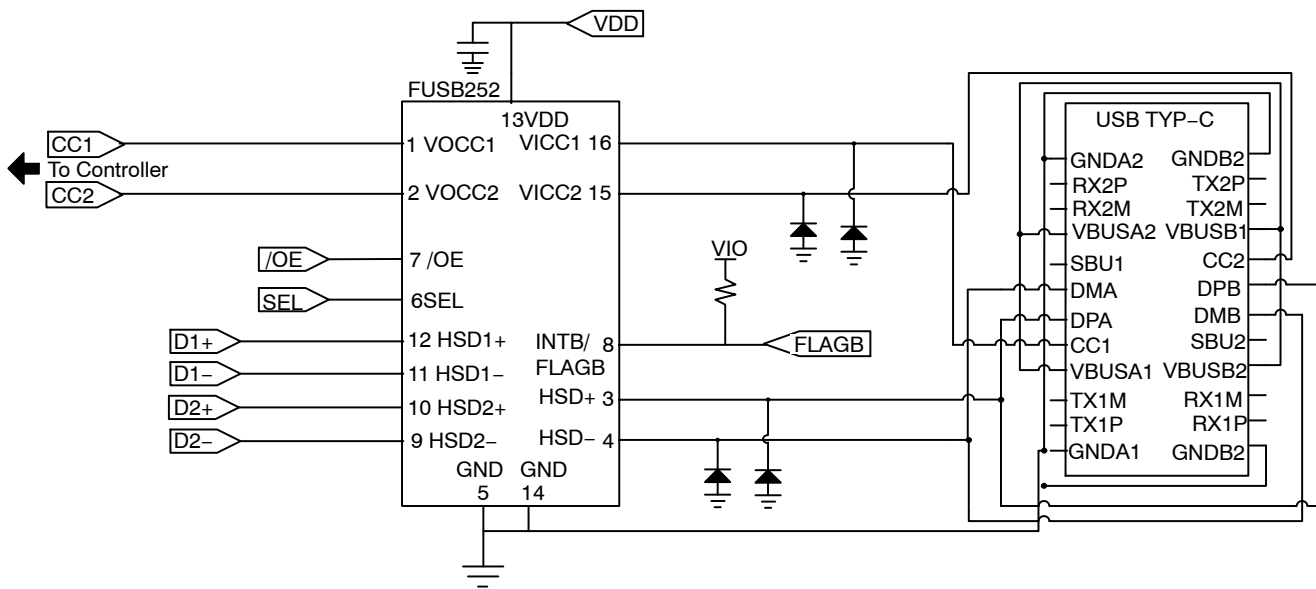 VDD
FUSB252
13VDD
CC1
1 VOCC1
VICC1 16
To Controller
CC2
2 VOCC2
VICC2 15
/OE
7 /OE
SEL
6SEL
D1+
12 HSD1+
D1−
11 HSD1−
D2+
10 HSD2+
D2−
9 HSD2−
INTB/ 8
FLAGB
HSD+ 3
HSD− 4
GND
5
GND
14
VIO
FLAGB
USB TYP−C
GNDA2
GNDB2
RX2P
TX2P
RX2M
TX2M
VBUSA2
VBUSB1
SBU1
CC2
DMA
DPB
DPA
DMB
CC1
SBU2
VBUSA1
VBUSB2
TX1M
RX1M
TX1P
RX1P
GNDA1
GNDB2